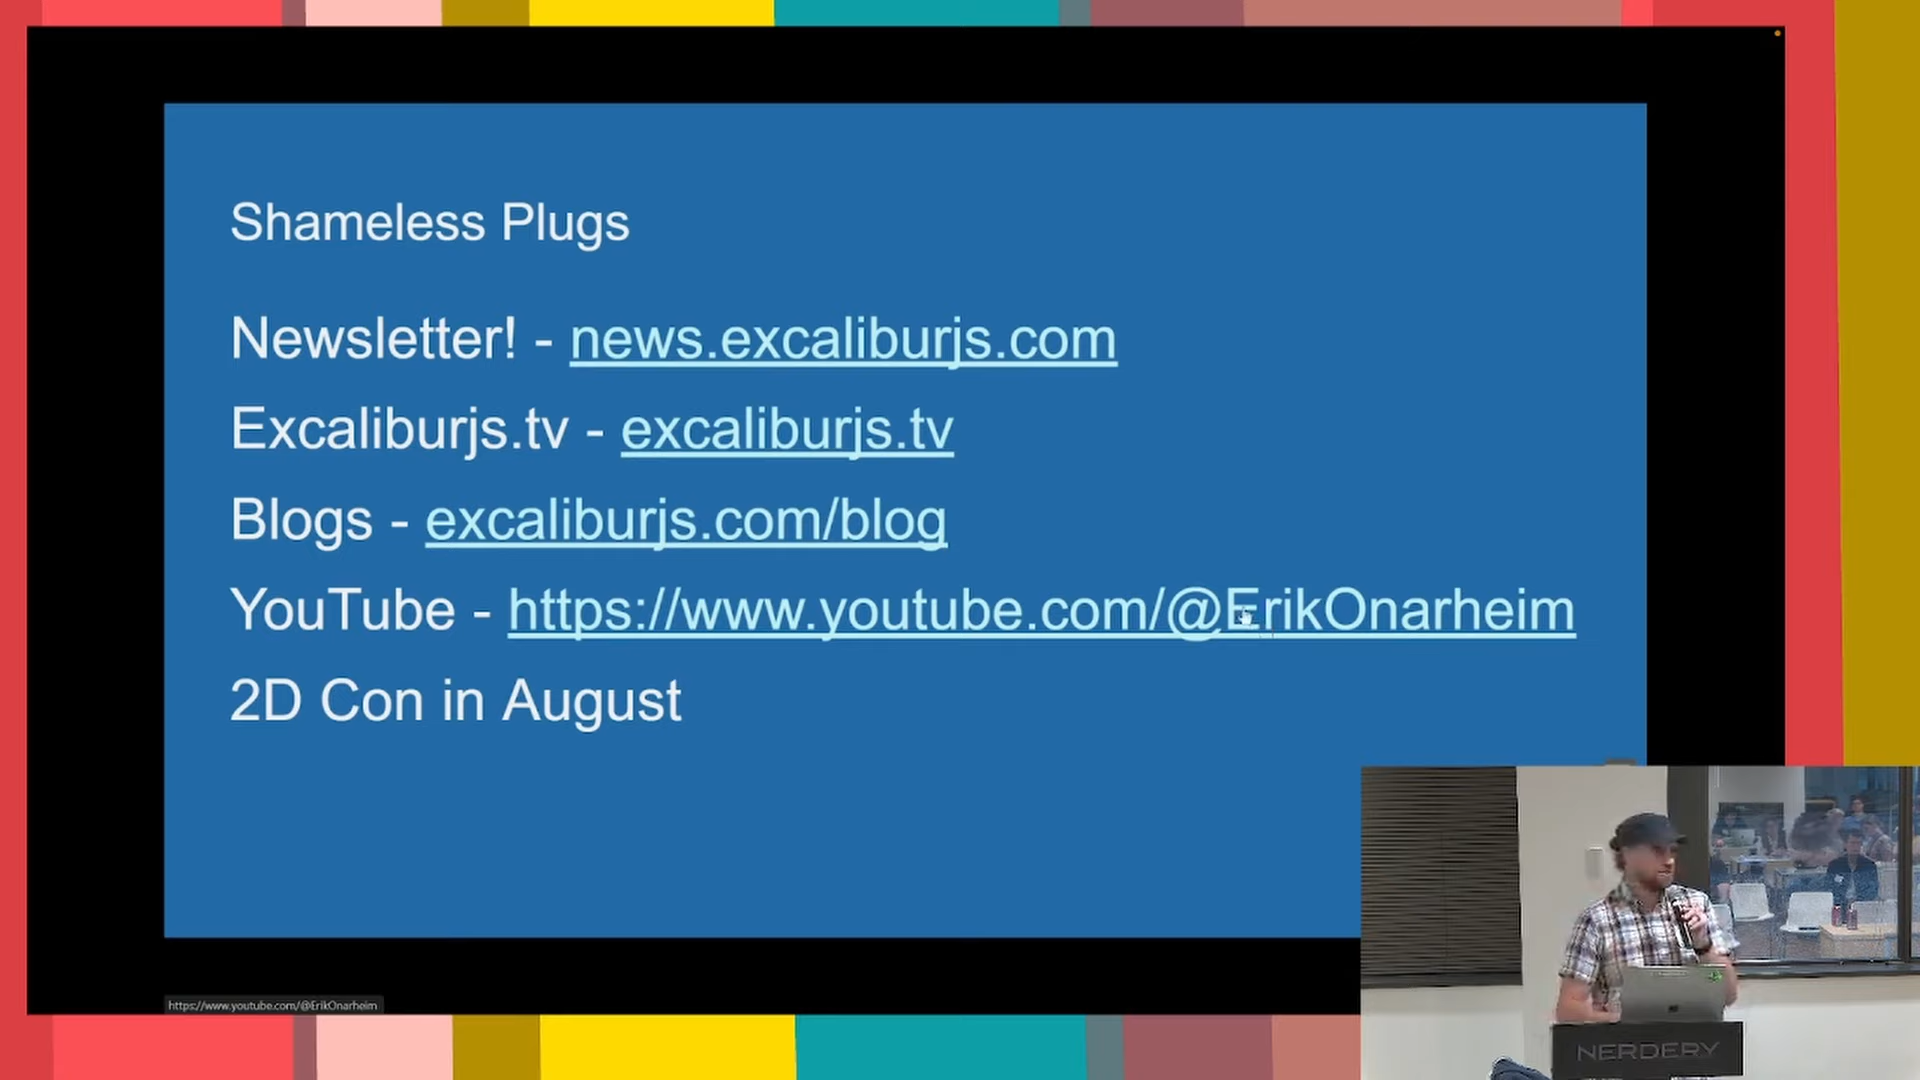 Shameless Plugs
Newsletter! - news.excaliburjs.com
Excaliburjs.tv - excaliburjs.tv
Blogs - excaliburjs.com/blog
YouTube - https://www.youtube.com/@ErikOnarheim
2D Con in August
https://www.youtube.com/@ErikOnarheim
NERDERY